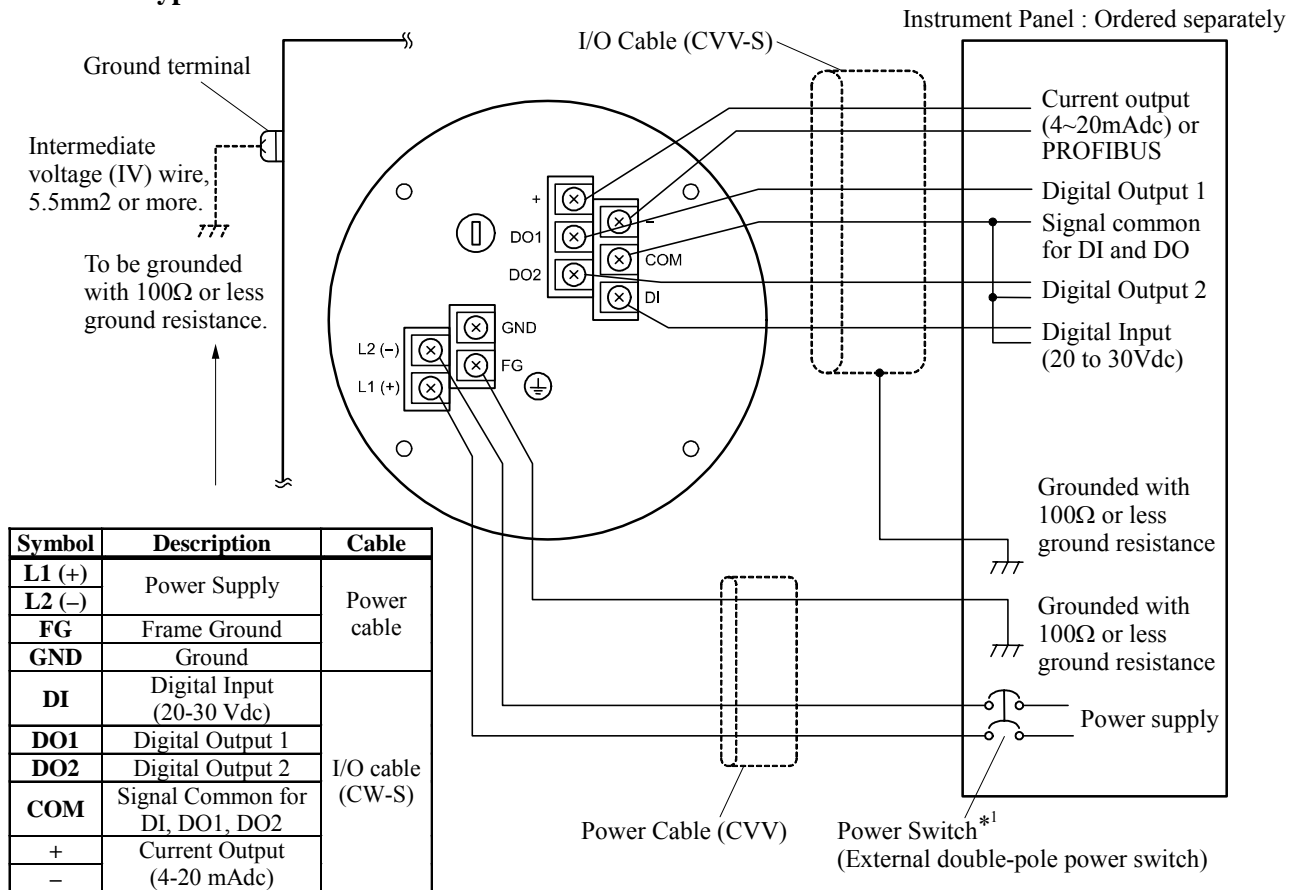 Instrument Panel : Ordered separately
I/O Cable (CVV-S)
Ground terminal
Intermediate
voltage (IV) wire,
5.5mm2 or more.
To be grounded
with 100Ω or less
ground resistance.
Current output
(4~20mAdc) or
PROFIBUS
Digital Output 1
Signal common
for DI and DO
Digital Output 2
Digital Input
(20 to 30Vdc)
+
–
DO1
COM
DO2
DI
GND
L2 (–)
FG
L1 (+)
Grounded with
100Ω or less
ground resistance
Grounded with
100Ω or less
ground resistance
Power supply
Power Cable (CVV)
Power Switch*1
(External double-pole power switch)
Symbol Description Cable
L1 (+) Power Supply Power cable
L2 (–)
FG Frame Ground
GND Ground
DI Digital Input
(20-30 Vdc)
DO1 Digital Output 1
DO2 Digital Output 2 I/O cable
(CW-S)
COM Signal Common for
DI, DO1, DO2
+ Current Output
– (4-20 mAdc)